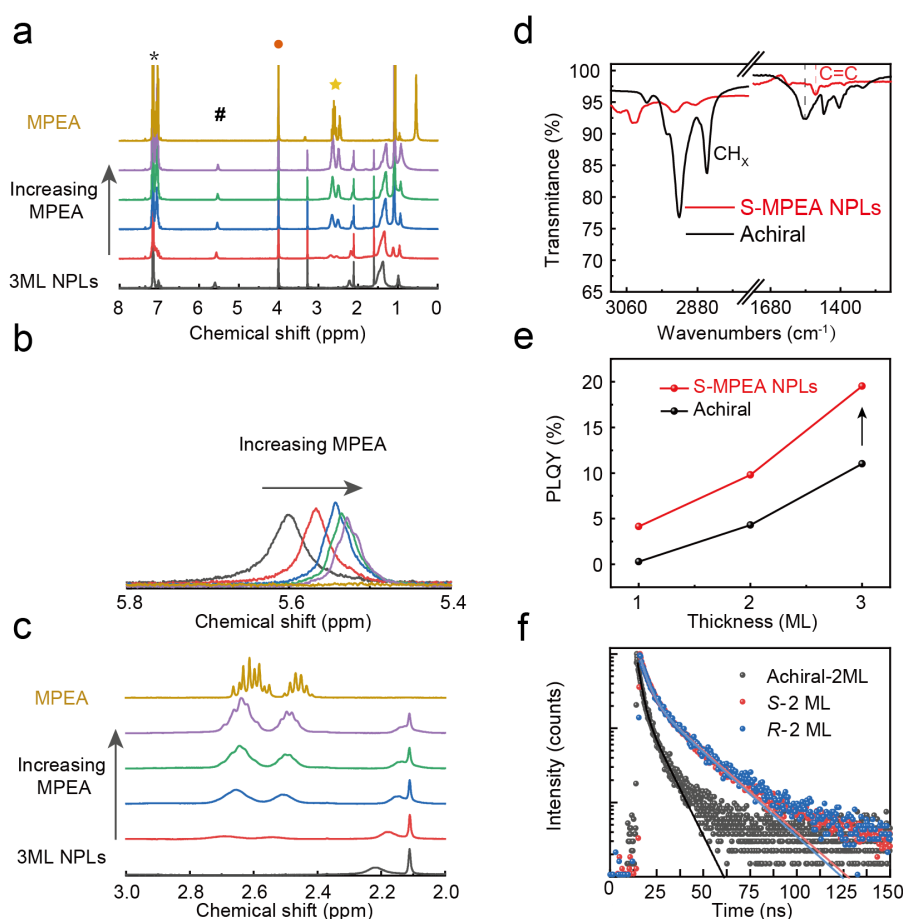 a
*
#
MPEA
Increasing
MPEA
3ML NPLs
8 7 6 5 4 3 2 1 0
Chemical shift (ppm)
b
Increasing MPEA
5.8 5.6 5.4
Chemical shift (ppm)
c
MPEA
Increasing
MPEA
3ML NPLs
3.0 2.8 2.6 2.4 2.2 2.0
Chemical shift (ppm)
d
100
95
90
85
80
75
70
65
Transmitance (%)
C=C
CHX
S-MPEA NPLs
Achiral
3060 2880 1680 1400
Wavenumbers (cm-1)
e
20
15
10
5
0
PLQY (%)
S-MPEA NPLs
Achiral
1 2 3
Thickness (ML)
f
Intensity (counts)
Achiral-2ML
S-2 ML
R-2 ML
0 25 50 75 100 125 150
Time (ns)